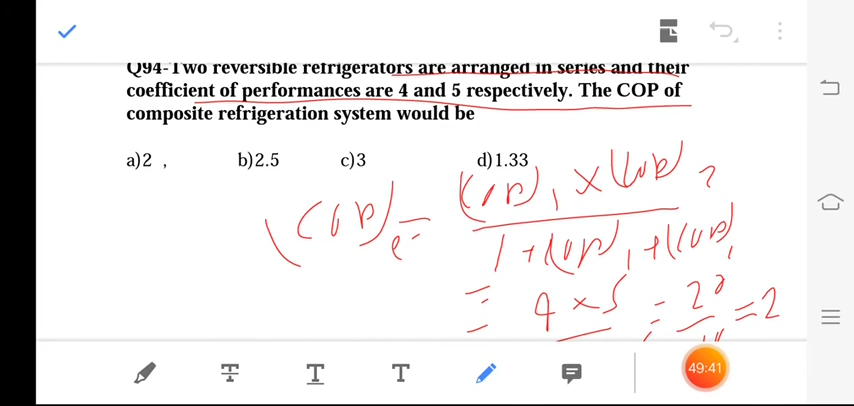 Q94-Two reversible refrigerators are arranged in series and their
coefficient of performances are 4 and 5 respectively. The COP of
composite refrigeration system would be
a)2 , b)2.5 c)3 d)1.33
(COP)e = (COP)1 × (COP)2
1 + (COP)1 + (COP)
= 4 × 5 = 20 = 2
T T T
49:41